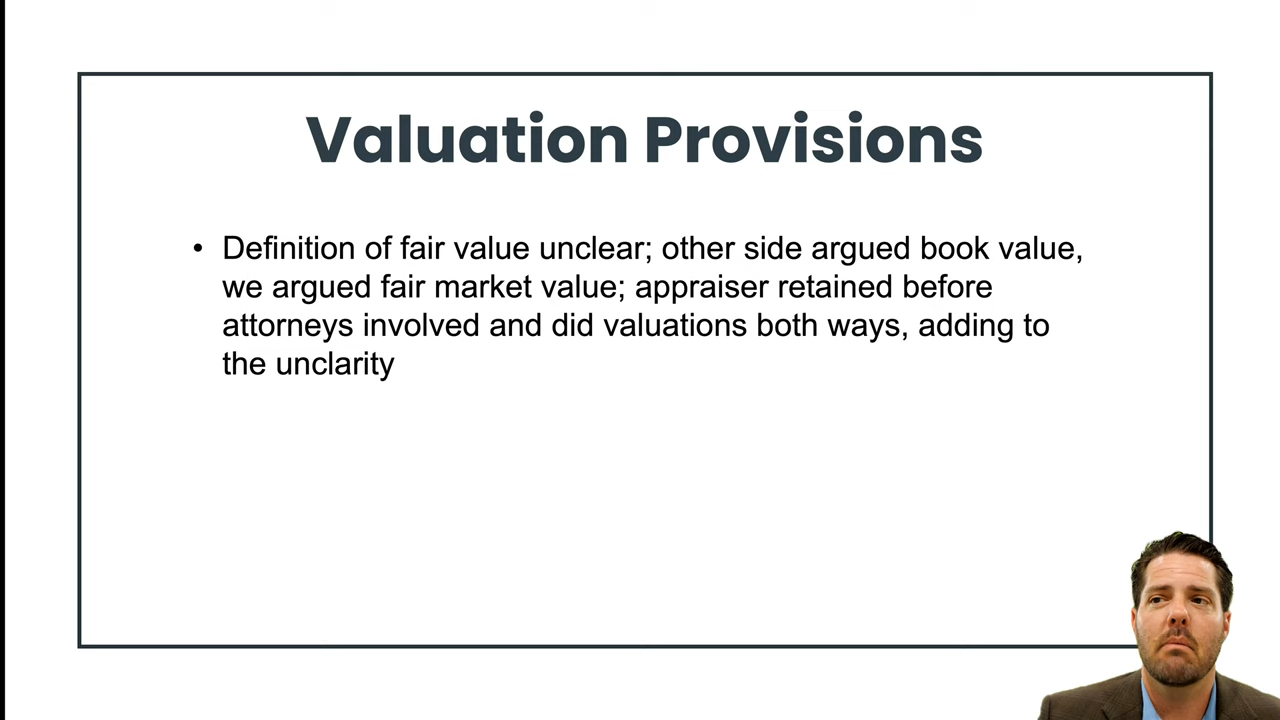 Valuation Provisions
• Definition of fair value unclear; other side argued book value,
we argued fair market value; appraiser retained before
attorneys involved and did valuations both ways, adding to
the unclarity